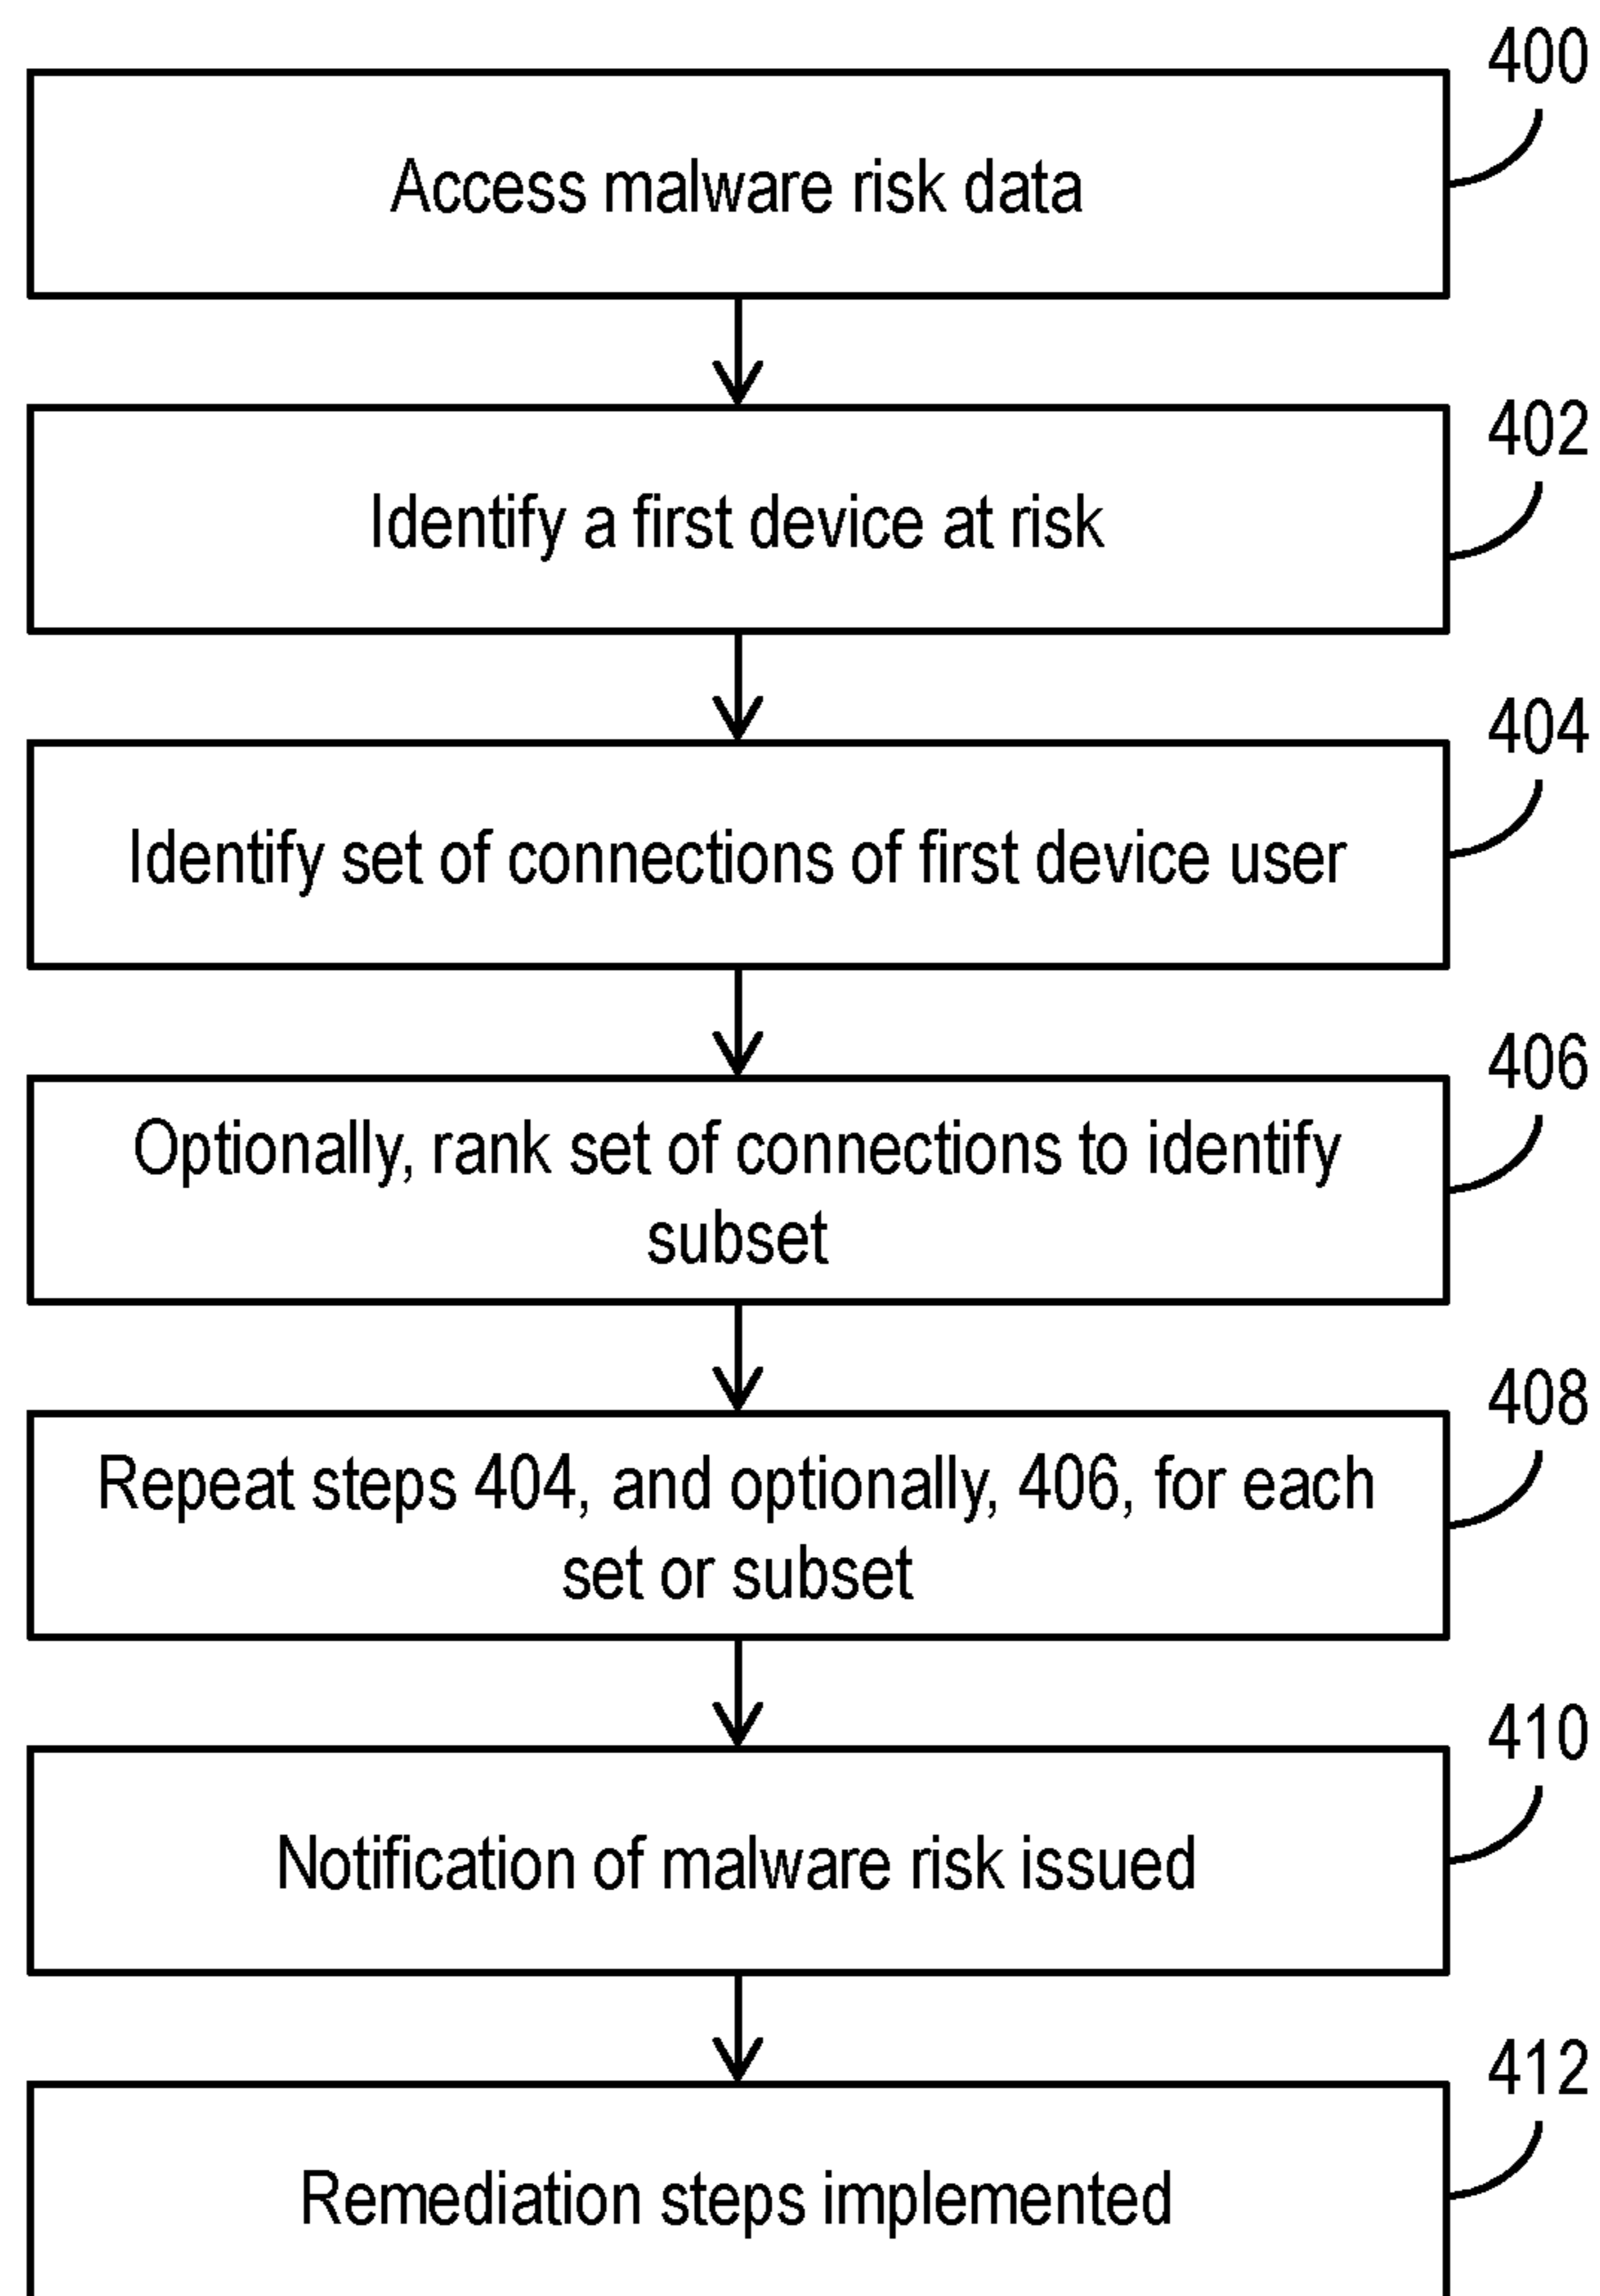 400
Access malware risk data
402
Identify a first device at risk
404
Identify set of connections of first device user
406
Optionally, rank set of connections to identify
subset
408
Repeat steps 404, and optionally, 406, for each
set or subset
410
Notification of malware risk issued
412
Remediation steps implemented